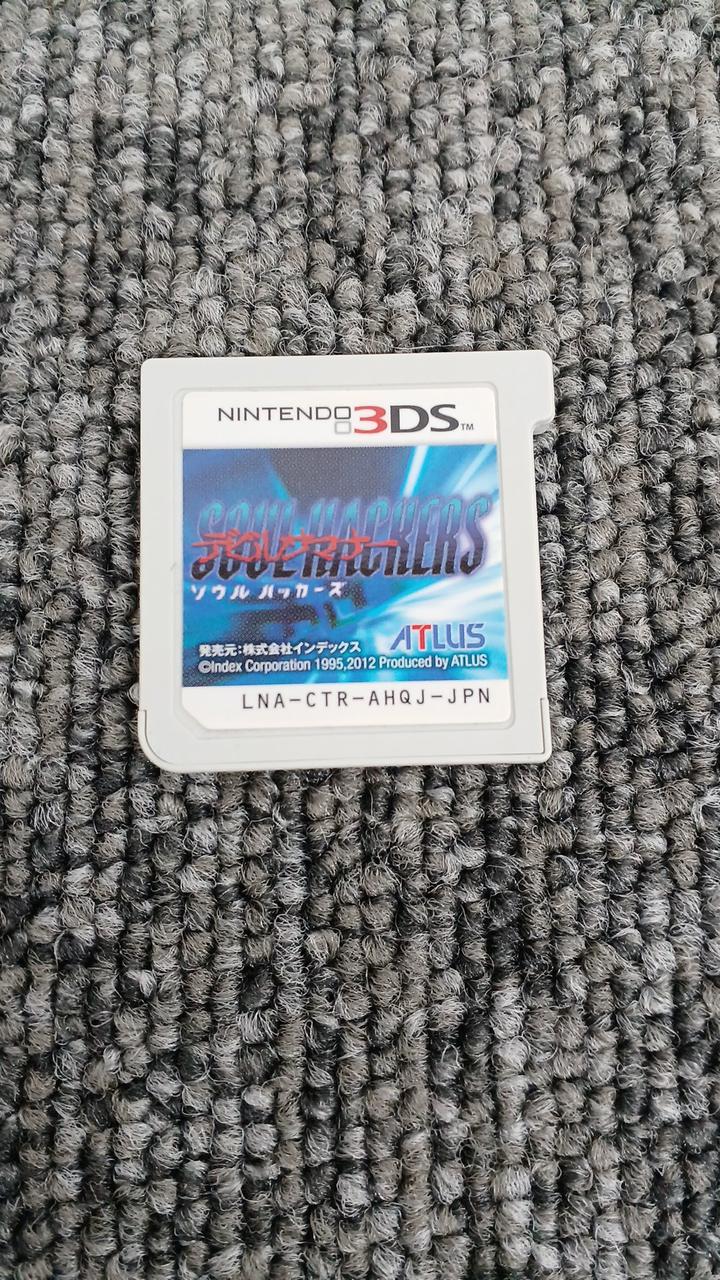 NINTENDO 3DS™
SOUL HACKERS
デビルサマナー
ソウル ハッカーズ
ATLUS
発売元:株式会社インデックス
©Index Corporation 1995,2012 Produced by ATLUS
LNA-CTR-AHQJ-JPN